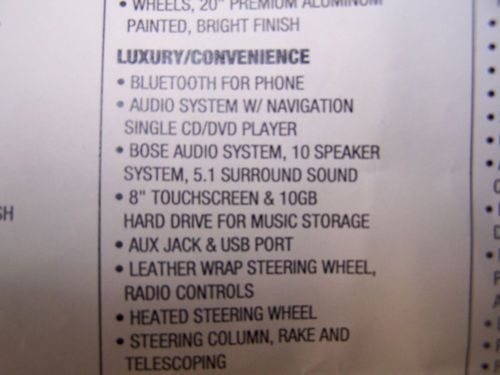 • WHEELS, 20" PREMIUM ALUMINUM
PAINTED, BRIGHT FINISH
LUXURY/CONVENIENCE
• BLUETOOTH FOR PHONE
• AUDIO SYSTEM W/ NAVIGATION
SINGLE CD/DVD PLAYER
• BOSE AUDIO SYSTEM, 10 SPEAKER
SYSTEM, 5.1 SURROUND SOUND
• 8" TOUCHSCREEN & 10GB
HARD DRIVE FOR MUSIC STORAGE
• AUX JACK & USB PORT
• LEATHER WRAP STEERING WHEEL,
RADIO CONTROLS
• HEATED STEERING WHEEL
• STEERING COLUMN, RAKE AND
TELESCOPING